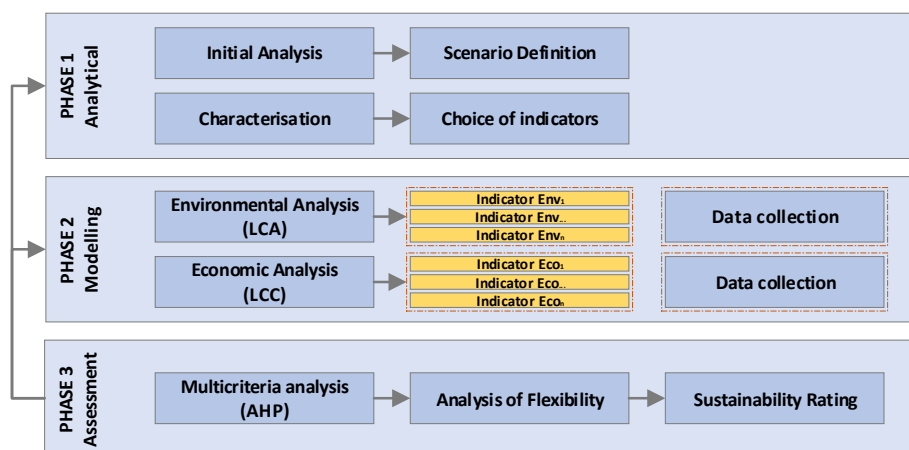 PHASE 1
Analytical
Initial Analysis
Scenario Definition
Characterisation
Choice of indicators
PHASE 2
Modelling
Environmental Analysis
(LCA)
Indicator Env₁
Indicator Env...
Indicator Envₙ
Data collection
Economic Analysis
(LCC)
Indicator Eco₁
Indicator Eco...
Indicator Ecoₙ
Data collection
PHASE 3
Assessment
Multicriteria analysis
(AHP)
Analysis of Flexibility
Sustainability Rating